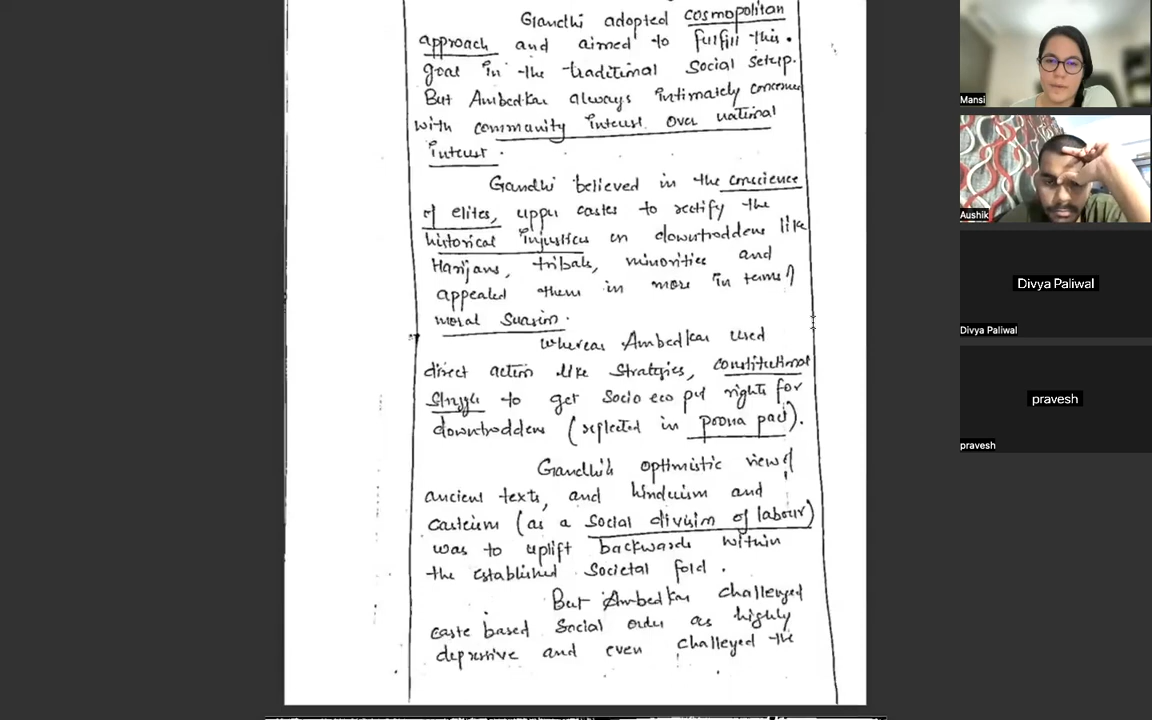 Gandhi adopted cosmopolitan
approach and aimed to fulfill this.
goal in the traditional Social setup.
But Ambedkar always intimately concerned
with community interest over national
interest.
Gandhi believed in the conscience
of elites, upper castes to rectify the
historical injustices on downtroddens like
Harijans, tribals, minorities and
appealed them in more in terms of
moral Suasion.
Whereas Ambedkar used
direct action like strategies, constitutional
struggle to get Socio eco pol rights for
downtroddens (reflected in poona pact).
Gandhi's optimistic view of
ancient texts, and hinduism and
casteism (as a social division of labour)
was to uplift backwards within
the established Societal fold.
But Ambedkar challenged
caste based Social order as highly
depressive and even challenged the
Mansi
Aushik
Divya Paliwal
Divya Paliwal
pravesh
pravesh